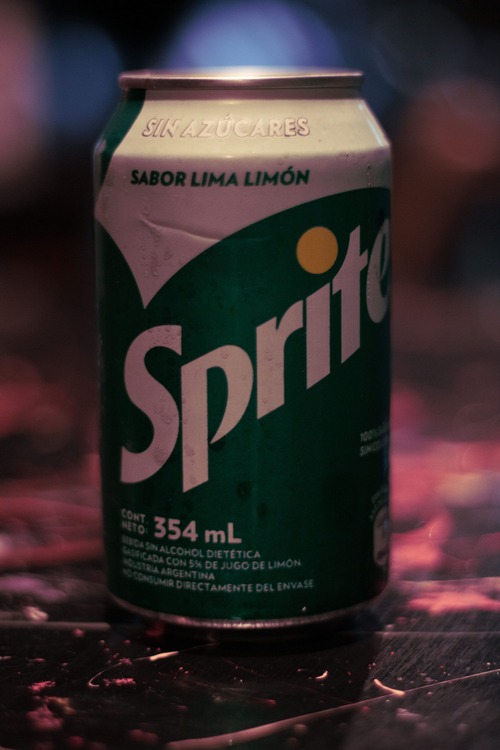 SIN AZÚCARES
SABOR LIMA LIMÓN
Sprite
CONT.
NETO: 354 mL
BEBIDA SIN ALCOHOL DIETÉTICA
GASIFICADA CON 5% DE JUGO DE LIMÓN
INDUSTRIA ARGENTINA
NO CONSUMIR DIRECTAMENTE DEL ENVASE
100%